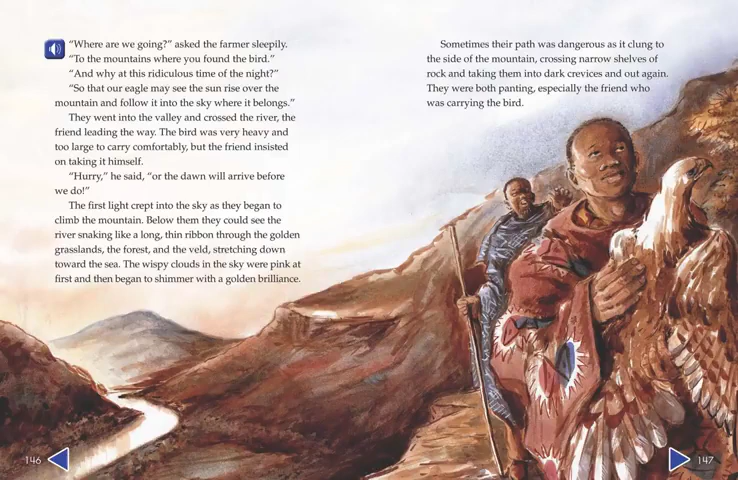 “Where are we going?” asked the farmer sleepily.
“To the mountains where you found the bird.”
“And why at this ridiculous time of the night?”
“So that our eagle may see the sun rise over the
mountain and follow it into the sky where it belongs.”
They went into the valley and crossed the river, the
friend leading the way. The bird was very heavy and
too large to carry comfortably, but the friend insisted
on taking it himself.
“Hurry,” he said, “or the dawn will arrive before
we do!”
The first light crept into the sky as they began to
climb the mountain. Below them they could see the
river snaking like a long, thin ribbon through the golden
grasslands, the forest, and the veld, stretching down
toward the sea. The wispy clouds in the sky were pink at
first and then began to shimmer with a golden brilliance.
146
Sometimes their path was dangerous as it clung to
the side of the mountain, crossing narrow shelves of
rock and taking them into dark crevices and out again.
They were both panting, especially the friend who
was carrying the bird.
147